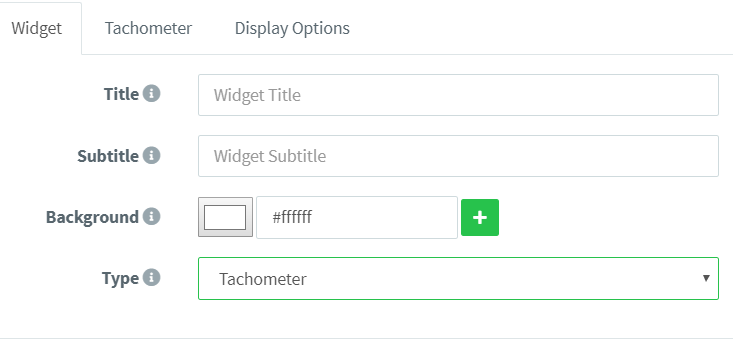 Widget Tachometer Display Options
Title Widget Title
Subtitle Widget Subtitle
Background #ffffff
Type Tachometer